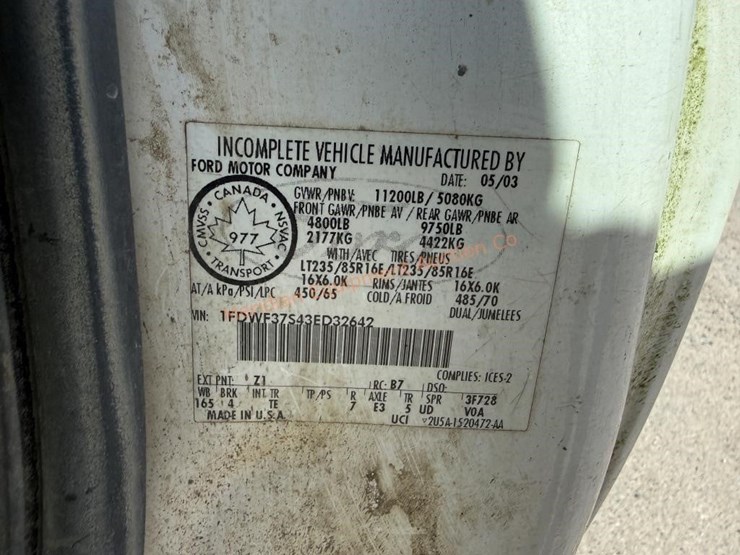 INCOMPLETE VEHICLE MANUFACTURED BY
FORD MOTOR COMPANY
DATE: 05/03
GVWR/PNBV: 11200LB/ 5080KG
FRONT GAWR/PNBE AV / REAR GAWR/PNBE AR
4800LB 9750LB
2177KG 4422KG
WITH/AVEC TIRES/PNEUS
LT235/85R16E/LT235/85R16E
16X6.0K RIMS/JANTES 16X6.0K
AT/A kPa/PSI/LPC 450/65 COLD/A FROID 485/70
DUAL/JUMELEES
CANADA
CMVSS • NSVAC
977
TRANSPORT
VIN: 1FDWF37S43ED32642
COMPLIES: ICES-2
EXT PNT: Z1 RC: B7 DSO:
WB BRK INT TR TP/PS R AXLE TR SPR 3F728
165 4 TE 7 E3 5 UD VOA
MADE IN U.S.A. UCI 2U5A-1520472-AA
Auction Co